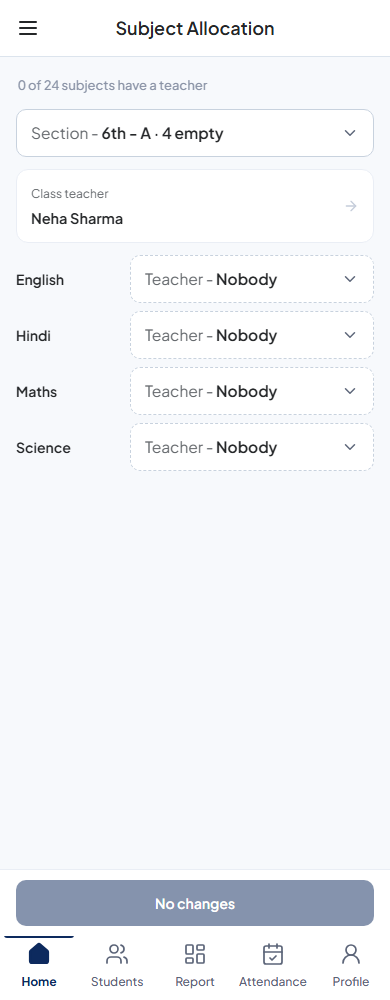 Subject Allocation
0 of 24 subjects have a teacher
Section - 6th - A · 4 empty
Class teacher
Neha Sharma
English
Teacher - Nobody
Hindi
Teacher - Nobody
Maths
Teacher - Nobody
Science
Teacher - Nobody
No changes
Home
Students
Report
Attendance
Profile